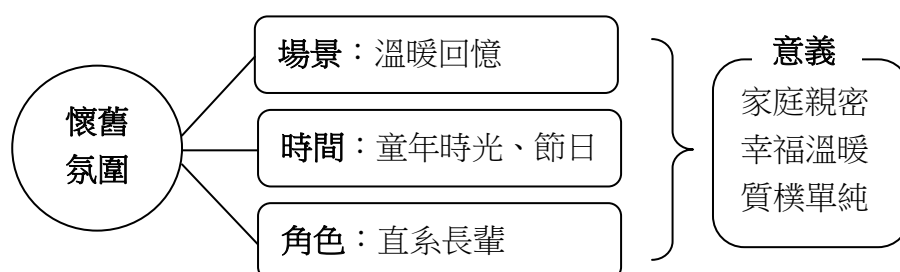 懷舊
氛圍
場景：溫暖回憶
時間：童年時光、節日
角色：直系長輩
意義
家庭親密
幸福溫暖
質樸單純